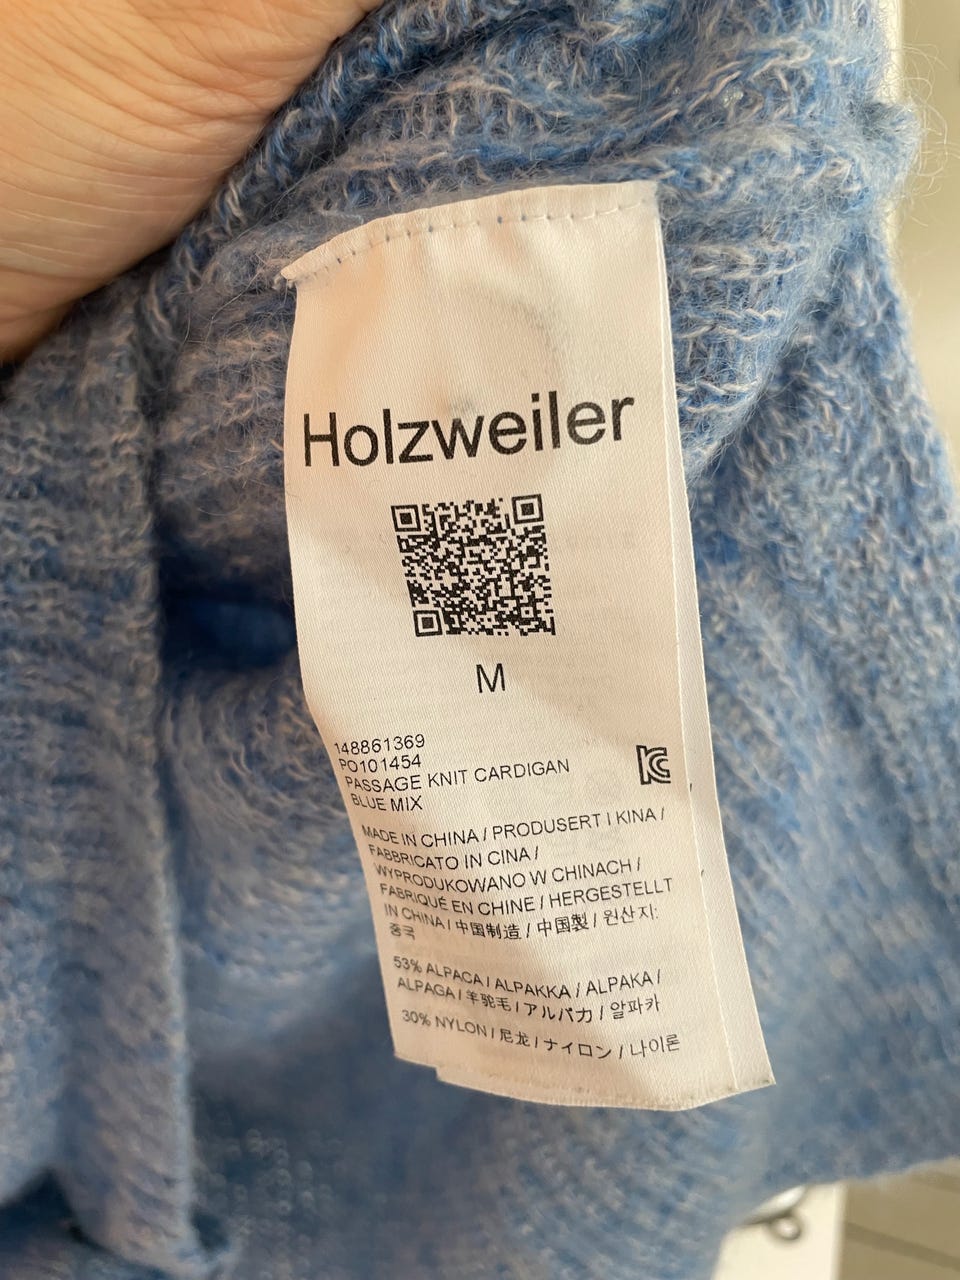 Holzweiler
M
148861369
PO101454
PASSAGE KNIT CARDIGAN
BLUE MIX
MADE IN CHINA / PRODUSERT I KINA /
FABBRICATO IN CINA /
WYPRODUKOWANO W CHINACH /
FABRIQUÉ EN CHINE / HERGESTELLT
IN CHINA / 中国制造 / 中国製 / 원산지:
중국
53% ALPACA / ALPAKKA / ALPAKA /
ALPAGA / 羊驼毛 / アルパカ / 알파카
30% NYLON / 尼龙 / ナイロン / 나이론